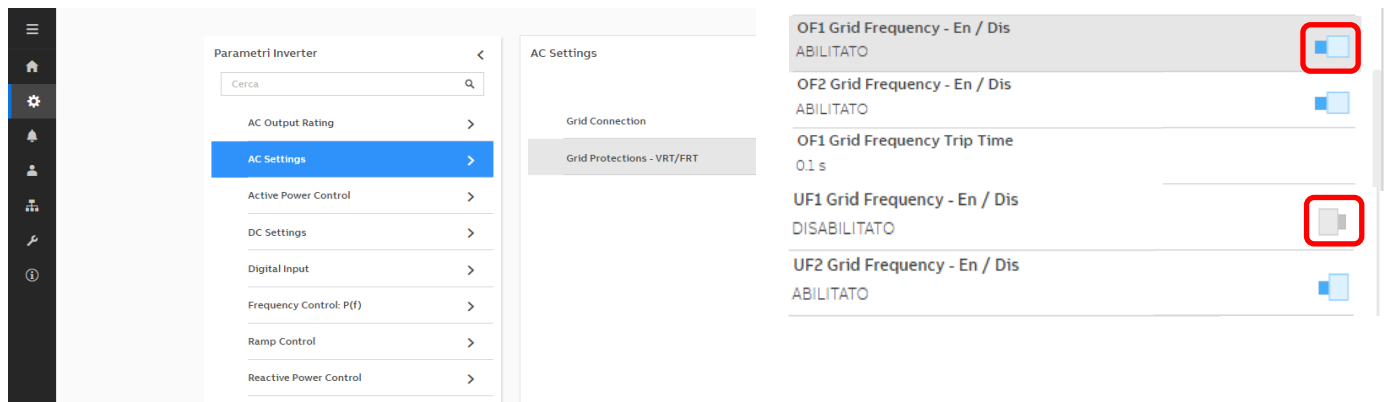 Parametri Inverter
Cerca
AC Output Rating
AC Settings
Active Power Control
DC Settings
Digital Input
Frequency Control: P(f)
Ramp Control
Reactive Power Control
AC Settings
Grid Connection
Grid Protections - VRT/FRT
OF1 Grid Frequency - En / Dis
ABILITATO
OF2 Grid Frequency - En / Dis
ABILITATO
OF1 Grid Frequency Trip Time
0.1 s
UF1 Grid Frequency - En / Dis
DISABILITATO
UF2 Grid Frequency - En / Dis
ABILITATO